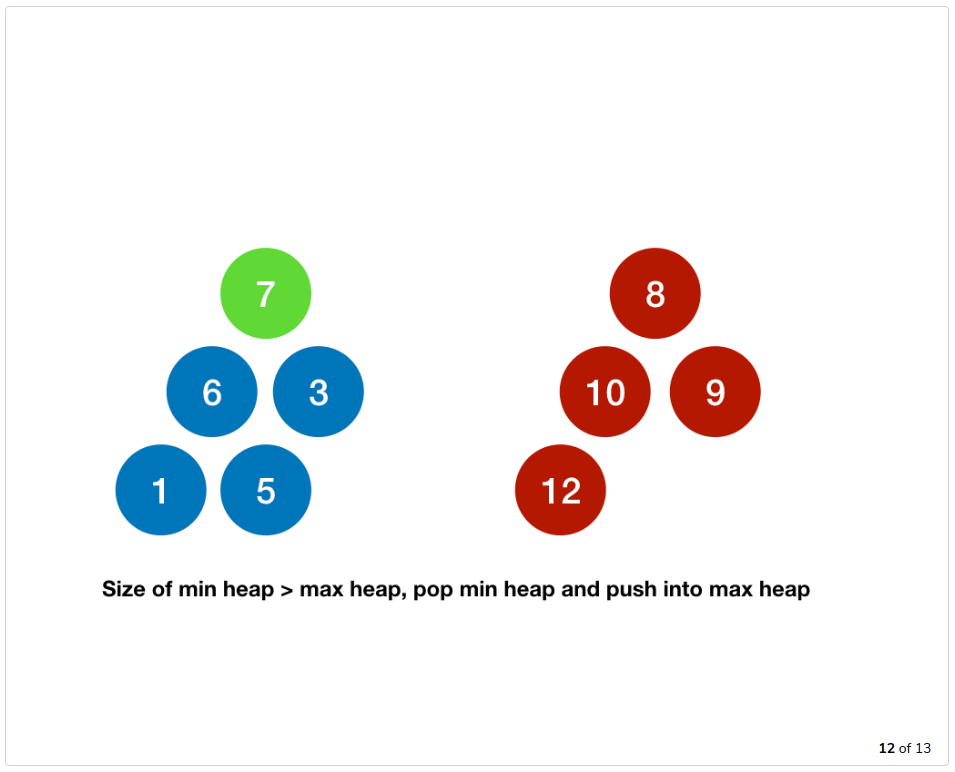 7 8
6 3 10 9
1 5 12
Size of min heap > max heap, pop min heap and push into max heap
12 of 13